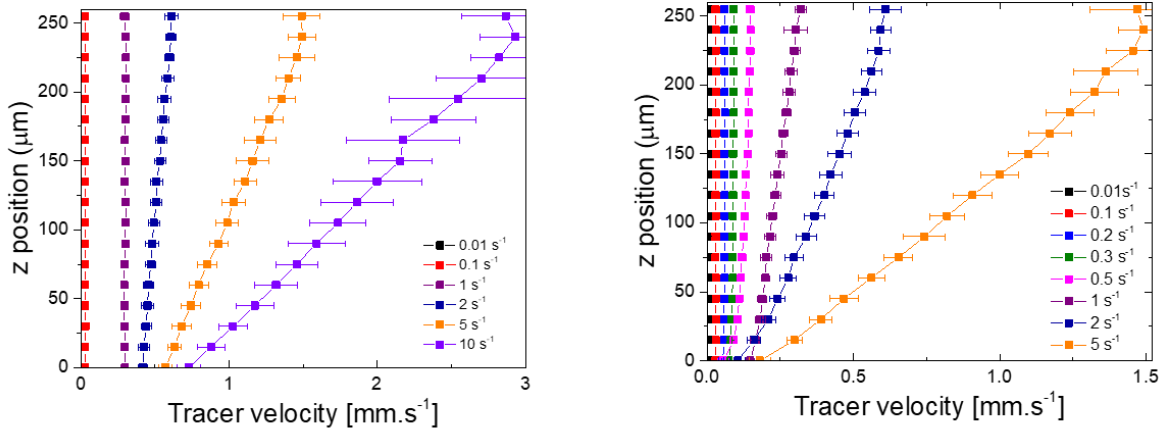 250
200
150
100
50
0
z position (µm)
0.01 s⁻¹
0.1 s⁻¹
1 s⁻¹
2 s⁻¹
5 s⁻¹
10 s⁻¹
0 1 2 3
Tracer velocity [mm.s⁻¹]
250
200
150
100
50
0
z position (µm)
0.01s⁻¹
0.1 s⁻¹
0.2 s⁻¹
0.3 s⁻¹
0.5 s⁻¹
1 s⁻¹
2 s⁻¹
5 s⁻¹
0.0 0.5 1.0 1.5
Tracer velocity [mm.s⁻¹]